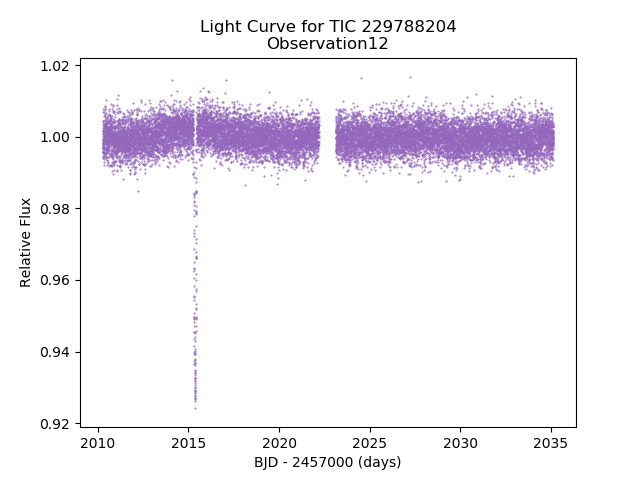 Light Curve for TIC 229788204
Observation12
1.02
1.00
0.98
0.96
0.94
0.92
Relative Flux
2010 2015 2020 2025 2030 2035
BJD - 2457000 (days)